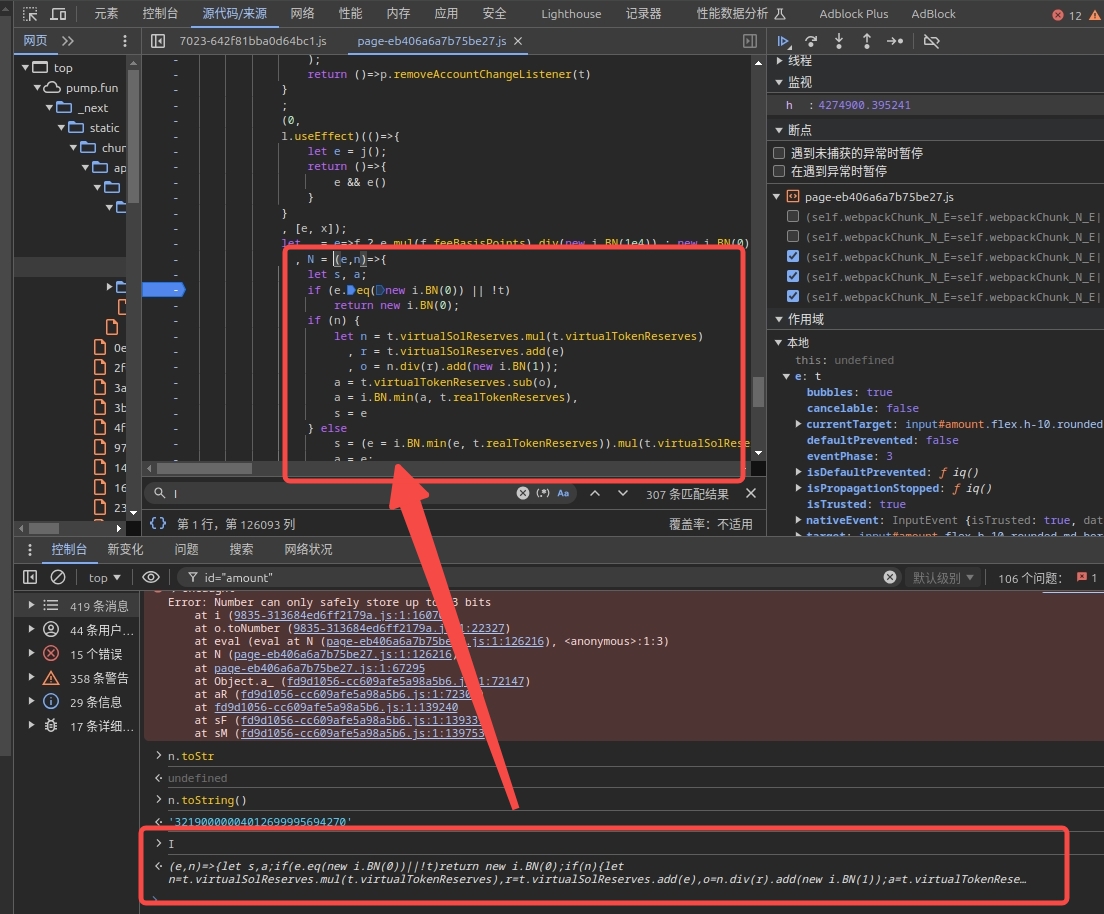 元素 控制台 源代码/来源 网络 性能 内存 应用 安全 Lighthouse 记录器 性能数据分析 Adblock Plus AdBlock 12
网页
top
pump.fun
_next
static
chur
ap
0e
2f
3a
3b
4f
97
14
16
23
7023-642f81bba0d64bc1.js page-eb406a6a7b75be27.js
);
return ()=>p.removeAccountChangeListener(t)
}
;
(0,
l.useEffect)(()=>{
let e = j();
return ()=>{
e && e()
}
}
, [e, x]);
, N = (e,n)=>{
let s, a;
if (e.eq(new i.BN(0)) || !t)
return new i.BN(0);
if (n) {
let n = t.virtualSolReserves.mul(t.virtualTokenReserves)
, r = t.virtualSolReserves.add(e)
, o = n.div(r).add(new i.BN(1));
a = t.virtualTokenReserves.sub(o),
a = i.BN.min(a, t.realTokenReserves),
s = e
} else
s = (e = i.BN.min(e, t.realTokenReserves)).mul(t.virtualSolRese
a = e;
I 307 条匹配结果
{} 第 1 行，第 126093 列 覆盖率：不适用
线程
监视
h : 4274900.395241
断点
遇到未捕获的异常时暂停
在遇到异常时暂停
page-eb406a6a7b75be27.js
(self.webpackChunk_N_E=self.webpackChunk_N_E|
(self.webpackChunk_N_E=self.webpackChunk_N_E|
(self.webpackChunk_N_E=self.webpackChunk_N_E|
(self.webpackChunk_N_E=self.webpackChunk_N_E|
(self.webpackChunk_N_E=self.webpackChunk_N_E|
作用域
本地
this: undefined
e: t
bubbles: true
cancelable: false
currentTarget: input#amount.flex.h-10.rounded
defaultPrevented: false
eventPhase: 3
isDefaultPrevented: ƒ iq()
isPropagationStopped: ƒ iq()
isTrusted: true
nativeEvent: InputEvent {isTrusted: true, dat
控制台 新变化 问题 搜索 网络状况
top id="amount" 默认级别 106 个问题： 1
419 条消息
44 条用户…
15 个错误
358 条警告
29 条信息
17 条详细…
Error: Number can only safely store up to 53 bits
at i (9835-313684ed6ff2179a.js:1:1607
at o.toNumber (9835-313684ed6ff2179a.js:1:22327)
at eval (eval at N (page-eb406a6a7b75be27.js:1:126216), <anonymous>:1:3)
at N (page-eb406a6a7b75be27.js:1:126216)
at page-eb406a6a7b75be27.js:1:67295
at Object.a_ (fd9d1056-cc609afe5a98a5b6.js:1:72147)
at aR (fd9d1056-cc609afe5a98a5b6.js:1:7230
at fd9d1056-cc609afe5a98a5b6.js:1:139240
at sF (fd9d1056-cc609afe5a98a5b6.js:1:13933
at sM (fd9d1056-cc609afe5a98a5b6.js:1:139753
n.toStr
undefined
n.toString()
'32190000004012699995694270'
I
(e,n)=>{let s,a;if(e.eq(new i.BN(0))||!t)return new i.BN(0);if(n){let
n=t.virtualSolReserves.mul(t.virtualTokenReserves),r=t.virtualSolReserves.add(e),o=n.div(r).add(new i.BN(1));a=t.virtualTokenRese…